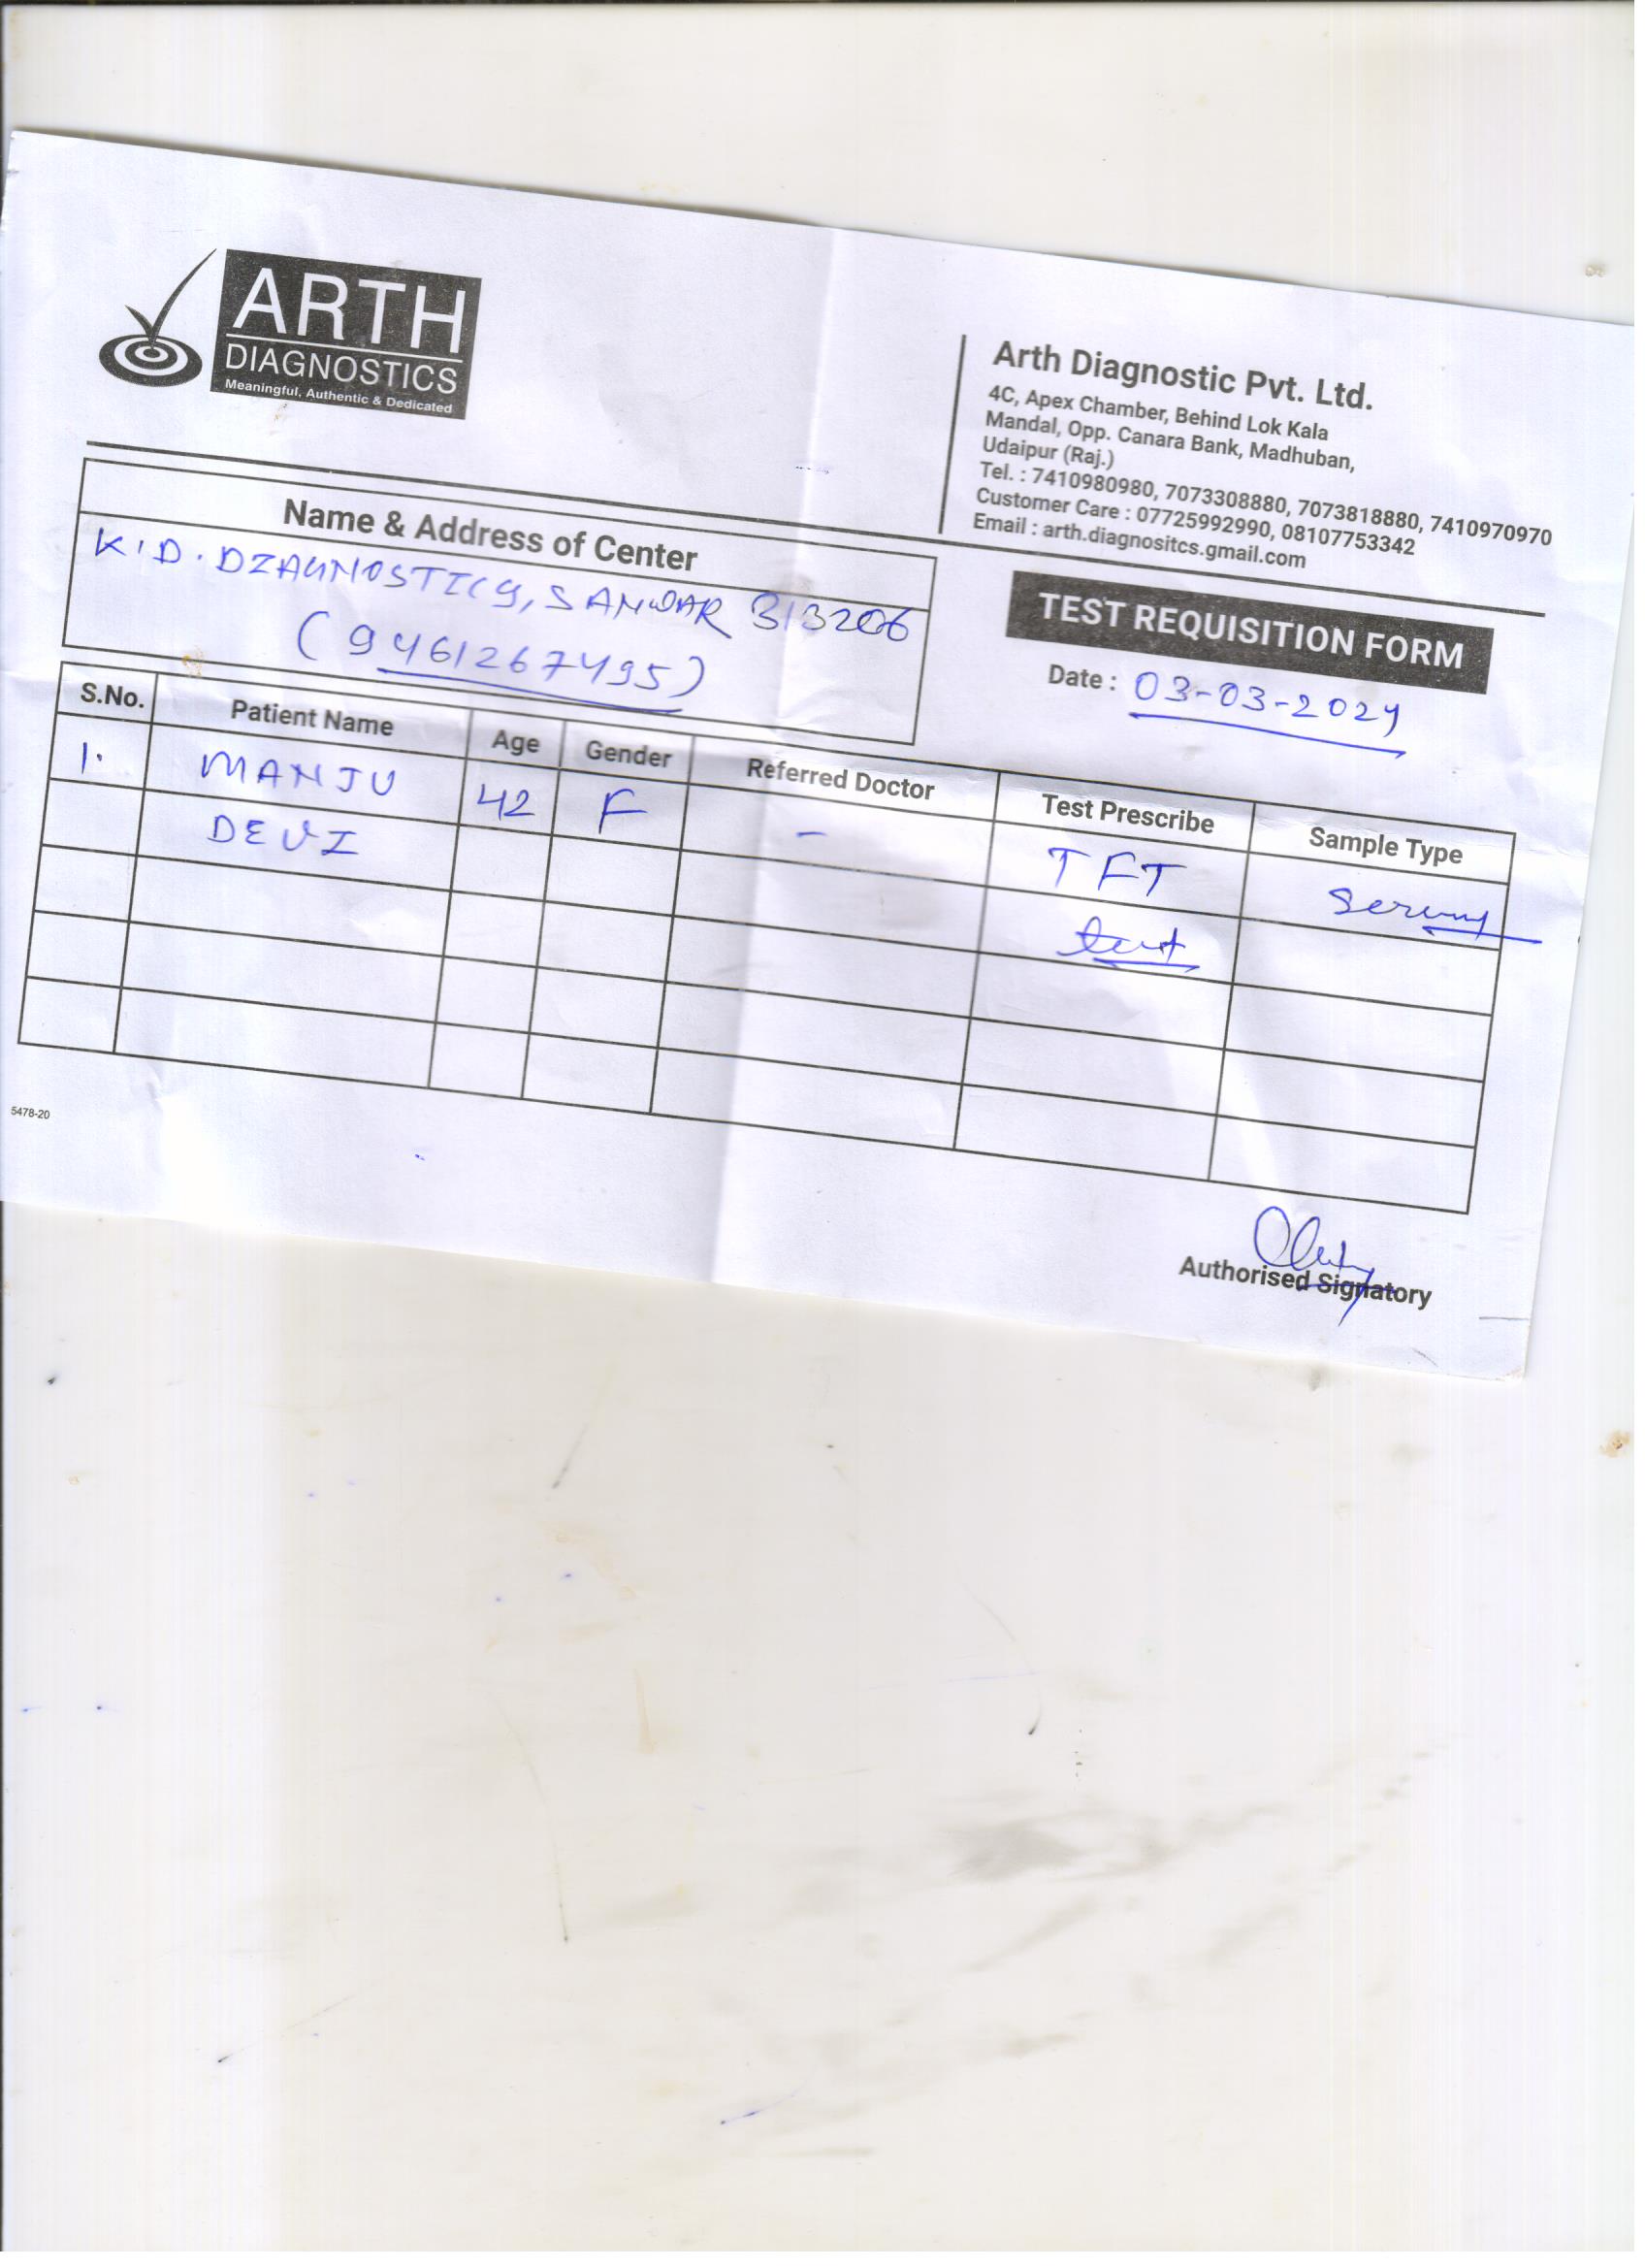 ARTH
DIAGNOSTICS
Meaningful, Authentic & Dedicated
Arth Diagnostic Pvt. Ltd.
4C, Apex Chamber, Behind Lok Kala
Mandal, Opp. Canara Bank, Madhuban,
Udaipur (Raj.)
Tel. : 7410980980, 7073308880, 7073818880, 7410970970
Customer Care : 07725992990, 08107753342
Email : arth.diagnositcs.gmail.com
Name & Address of Center
K.D. DIAGNOSTICS, SANWAR 313206
(9461267495)
TEST REQUISITION FORM
Date : 03-03-2024
S.No. Patient Name Age Gender Referred Doctor Test Prescribe Sample Type
1. MANJU 42 F - TFT Serum
DEVI test
5478-20
Authorised Signatory